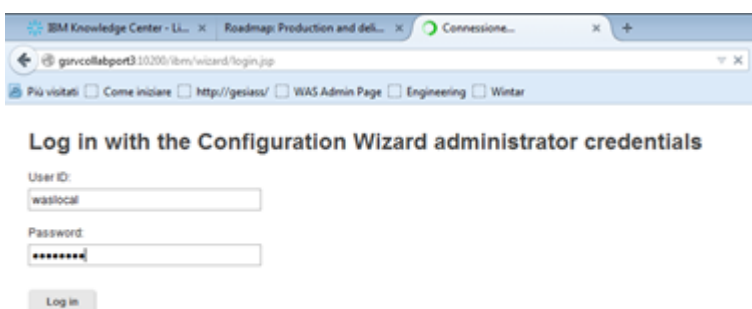 IBM Knowledge Center - Li... × Roadmap: Production and deli... × Connessione... × +
gsrvcollabport3:10200/ibm/wizard/login.jsp
Più visitati Come iniziare http://gesiass/ WAS Admin Page Engineering Wintar
Log in with the Configuration Wizard administrator credentials
User ID:
waslocal
Password:
••••••••
Log in